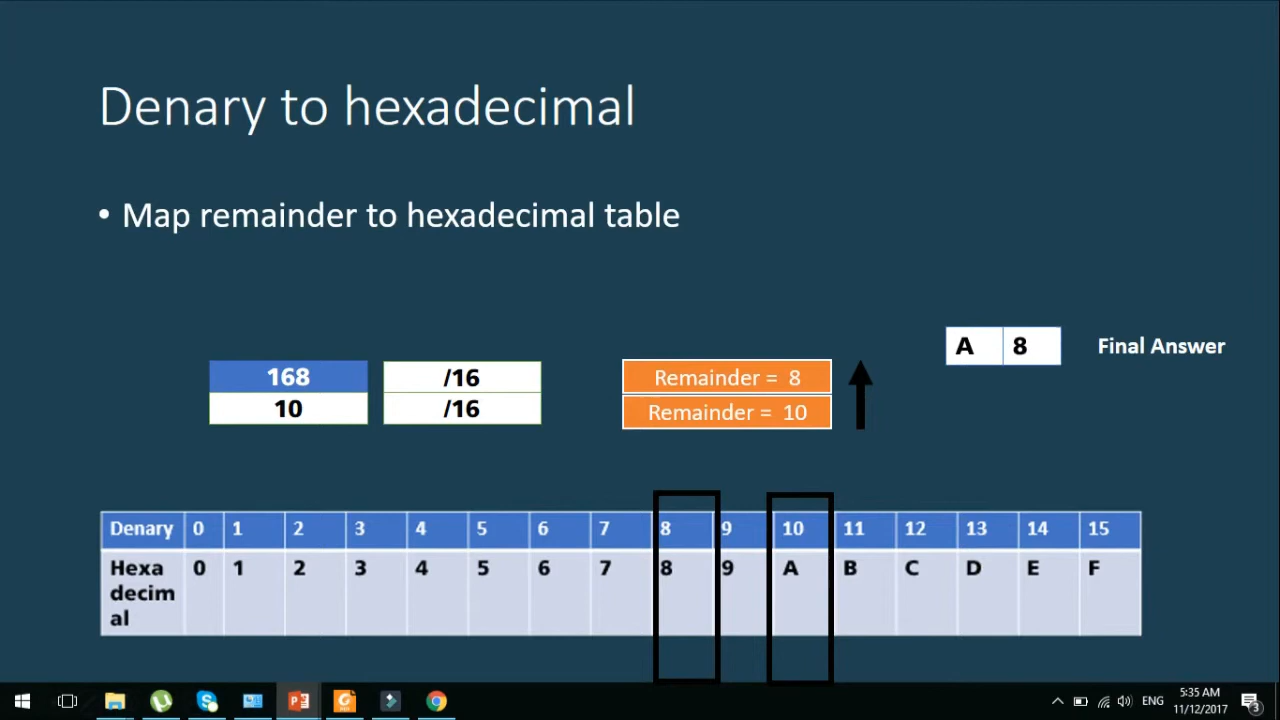 Denary to hexadecimal
• Map remainder to hexadecimal table
A 8 Final Answer
168 /16 Remainder = 8
10 /16 Remainder = 10
Denary 0 1 2 3 4 5 6 7 8 9 10 11 12 13 14 15
Hexa 0 1 2 3 4 5 6 7 8 9 A B C D E F
decim
al
ENG 5:35 AM
11/12/2017 3